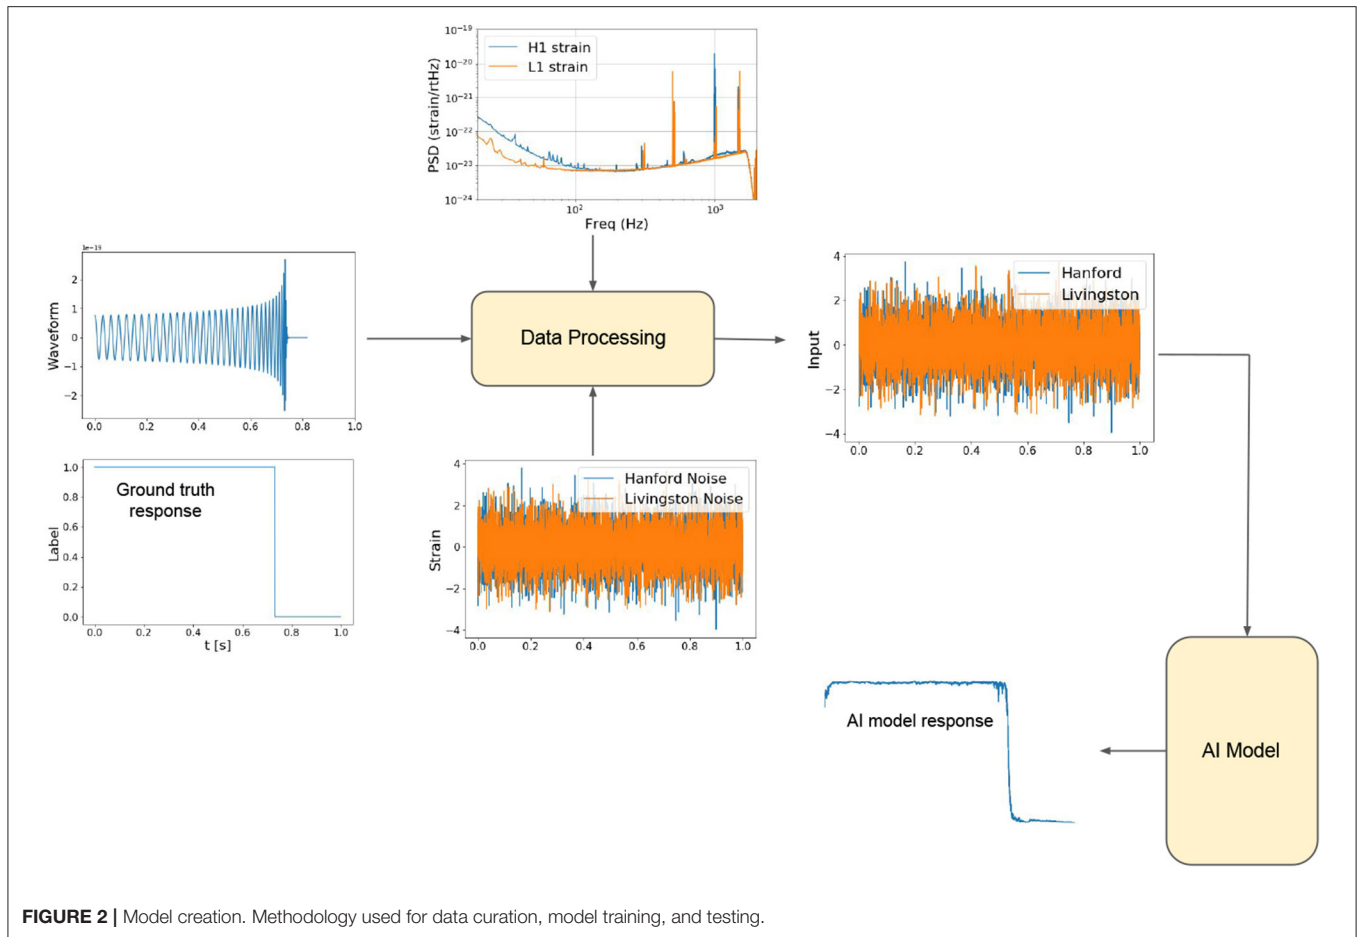 10⁻¹⁹
10⁻²⁰
10⁻²¹
10⁻²²
10⁻²³
10⁻²⁴
PSD (strain/rtHz)
H1 strain
L1 strain
10²
10³
Freq (Hz)
1e−19
2
1
0
−1
−2
Waveform
0.0 0.2 0.4 0.6 0.8 1.0
Data Processing
4
2
0
−2
−4
Input
Hanford
Livingston
0.0 0.2 0.4 0.6 0.8 1.0
1.0
0.8
0.6
0.4
0.2
0.0
Label
Ground truth
response
0.0 0.2 0.4 0.6 0.8 1.0
t [s]
4
2
0
−2
−4
Strain
Hanford Noise
Livingston Noise
0.0 0.2 0.4 0.6 0.8 1.0
AI model response
AI Model
FIGURE 2 | Model creation. Methodology used for data curation, model training, and testing.